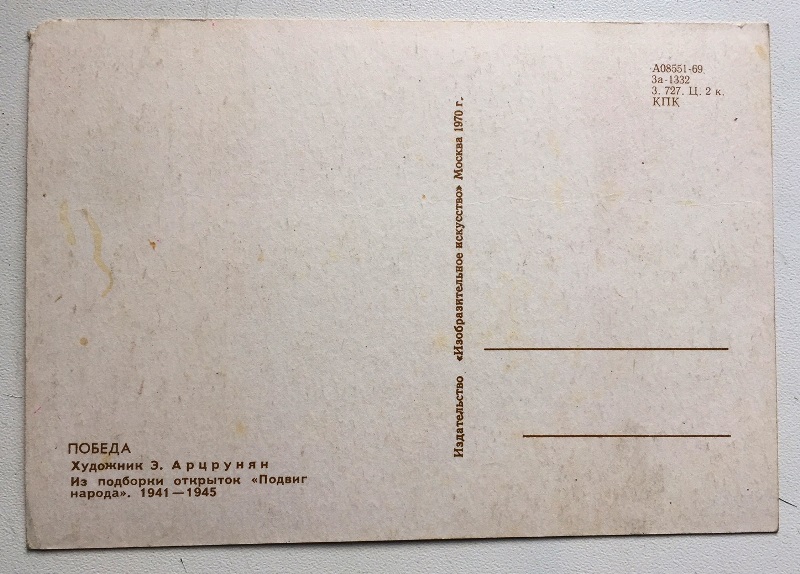 А08551-69.
За-1332
З. 727. Ц. 2 к.
КПК
Издательство «Изобразительное искусство» Москва 1970 г.
ПОБЕДА
Художник Э. Арцрунян
Из подборки открыток «Подвиг
народа». 1941—1945